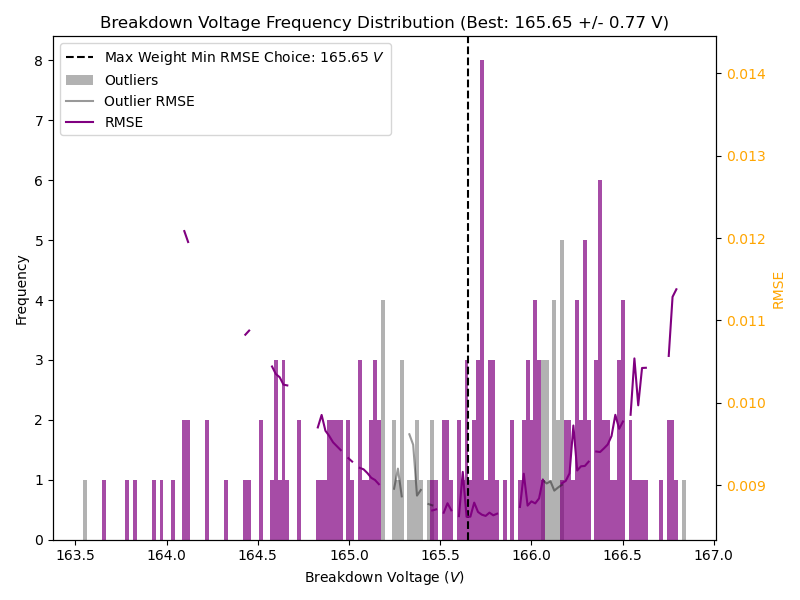 Breakdown Voltage Frequency Distribution (Best: 165.65 +/- 0.77 V)
Max Weight Min RMSE Choice: 165.65 V
Outliers
Outlier RMSE
RMSE
8
7
6
5
4
3
2
1
0
Frequency
0.014
0.013
0.012
0.011
0.010
0.009
RMSE
163.5 164.0 164.5 165.0 165.5 166.0 166.5 167.0
Breakdown Voltage (V)